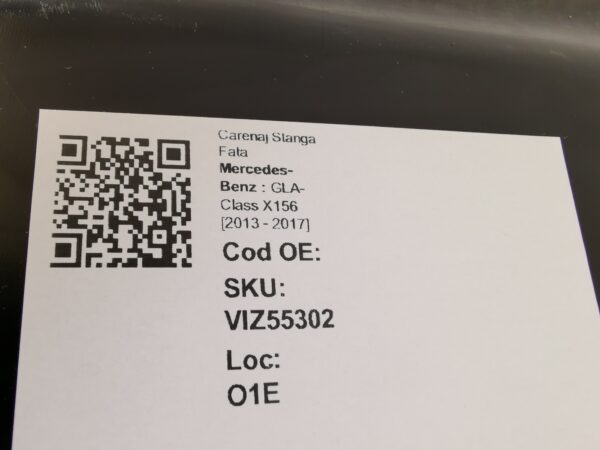 Carenaj Stanga
Fata
Mercedes-
Benz : GLA-
Class X156
[2013 - 2017]
Cod OE:
SKU:
VIZ55302
Loc:
O1E